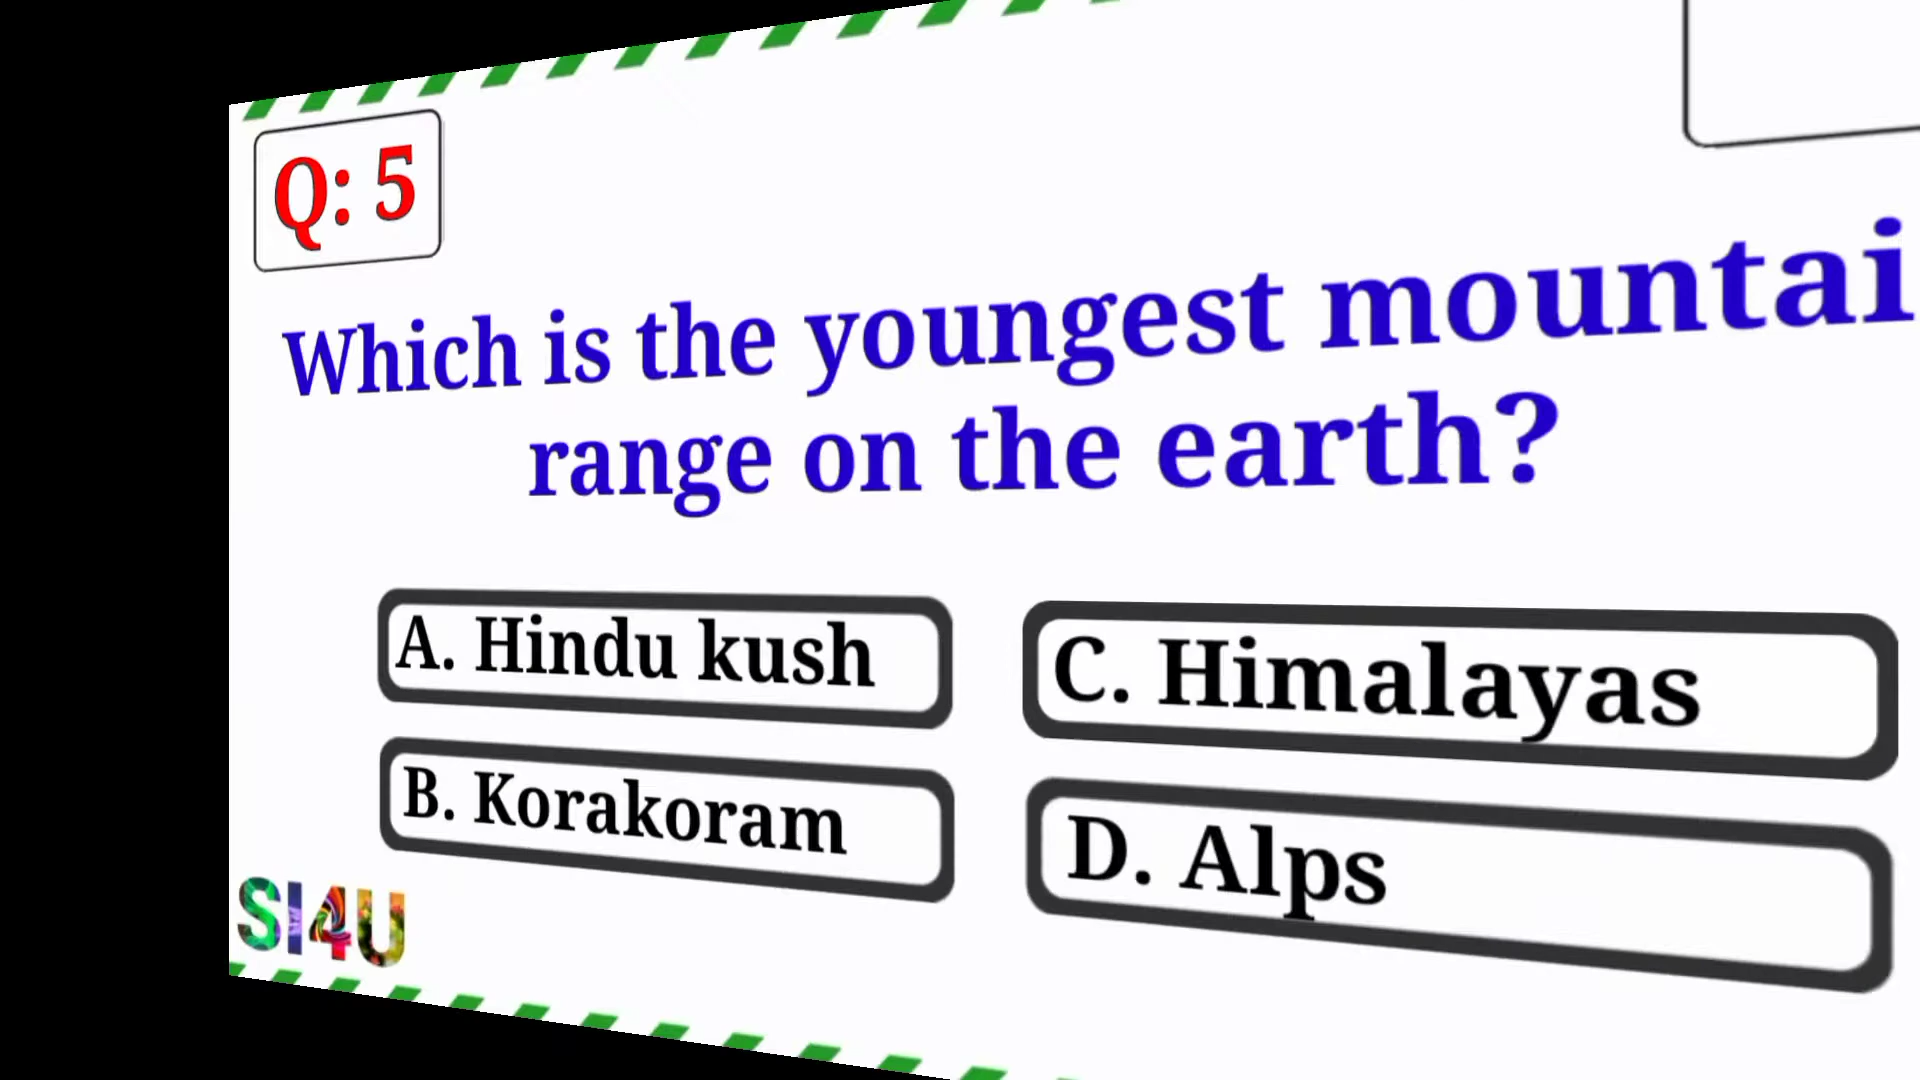 Q: 5
Which is the youngest mountai
range on the earth?
A. Hindu kush
C. Himalayas
B. Korakoram
D. Alps
SI4U